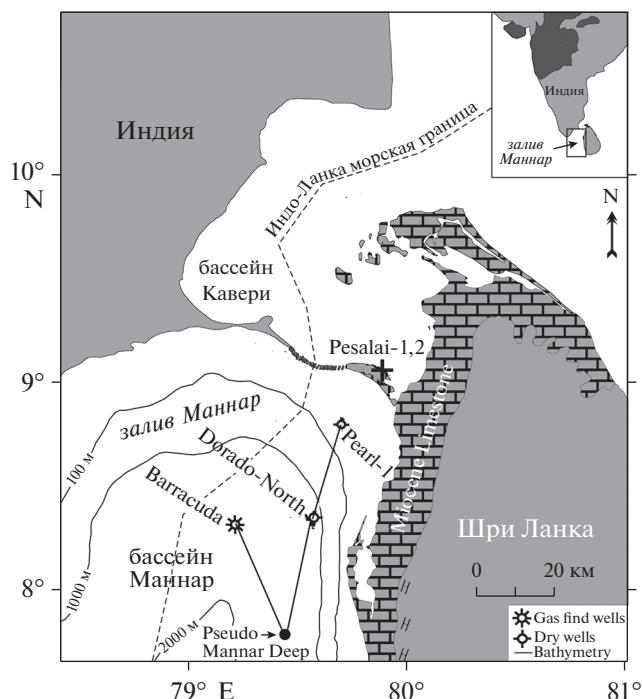 Индия
Индия
залив
Маннар
10°
N
N
Индо-Ланка морская граница
бассейн
Кавери
Pesalai-1,2
9°
залив Маннар
100 м
Pearl-1
Dorado-North
Barracuda
Miocene Limestone
Шри Ланка
бассейн
Маннар
1000 м
8°
0 20 км
2000 м
Pseudo
Mannar Deep
Gas find wells
Dry wells
Bathymetry
79° E
80°
81°